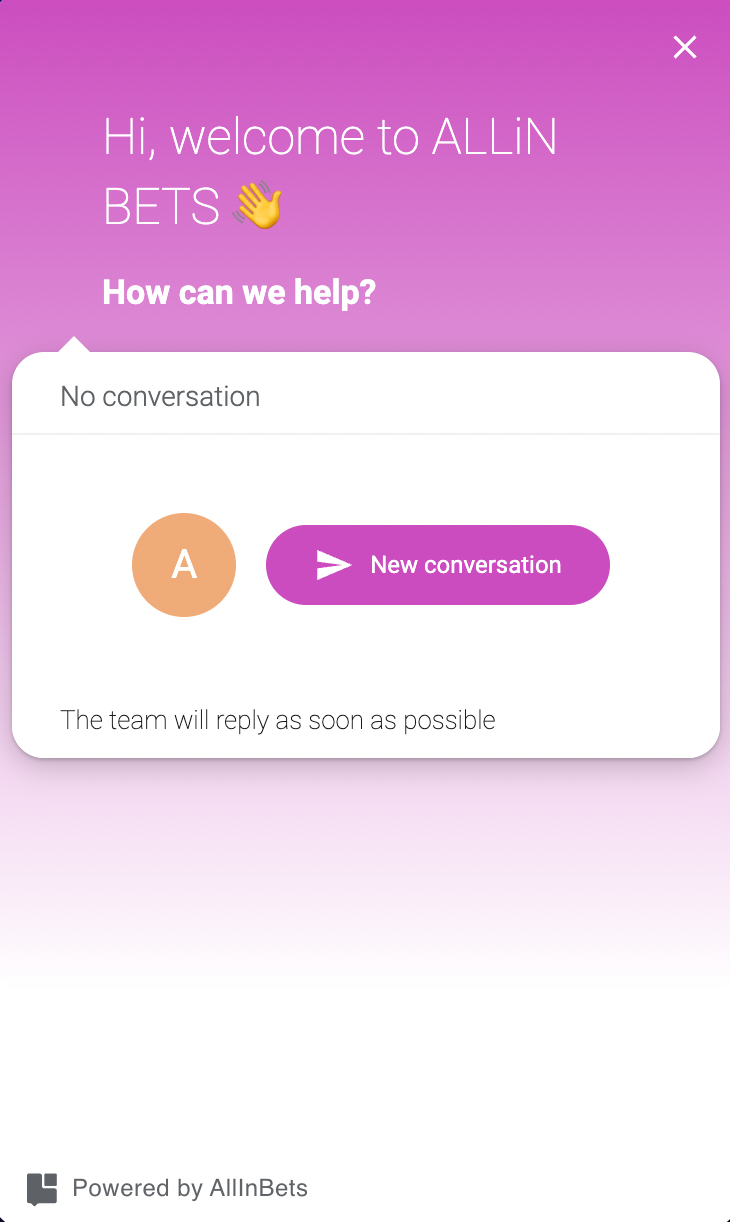 Hi, welcome to ALLiN
BETS 👋
How can we help?
No conversation
A
New conversation
The team will reply as soon as possible
Powered by AllInBets